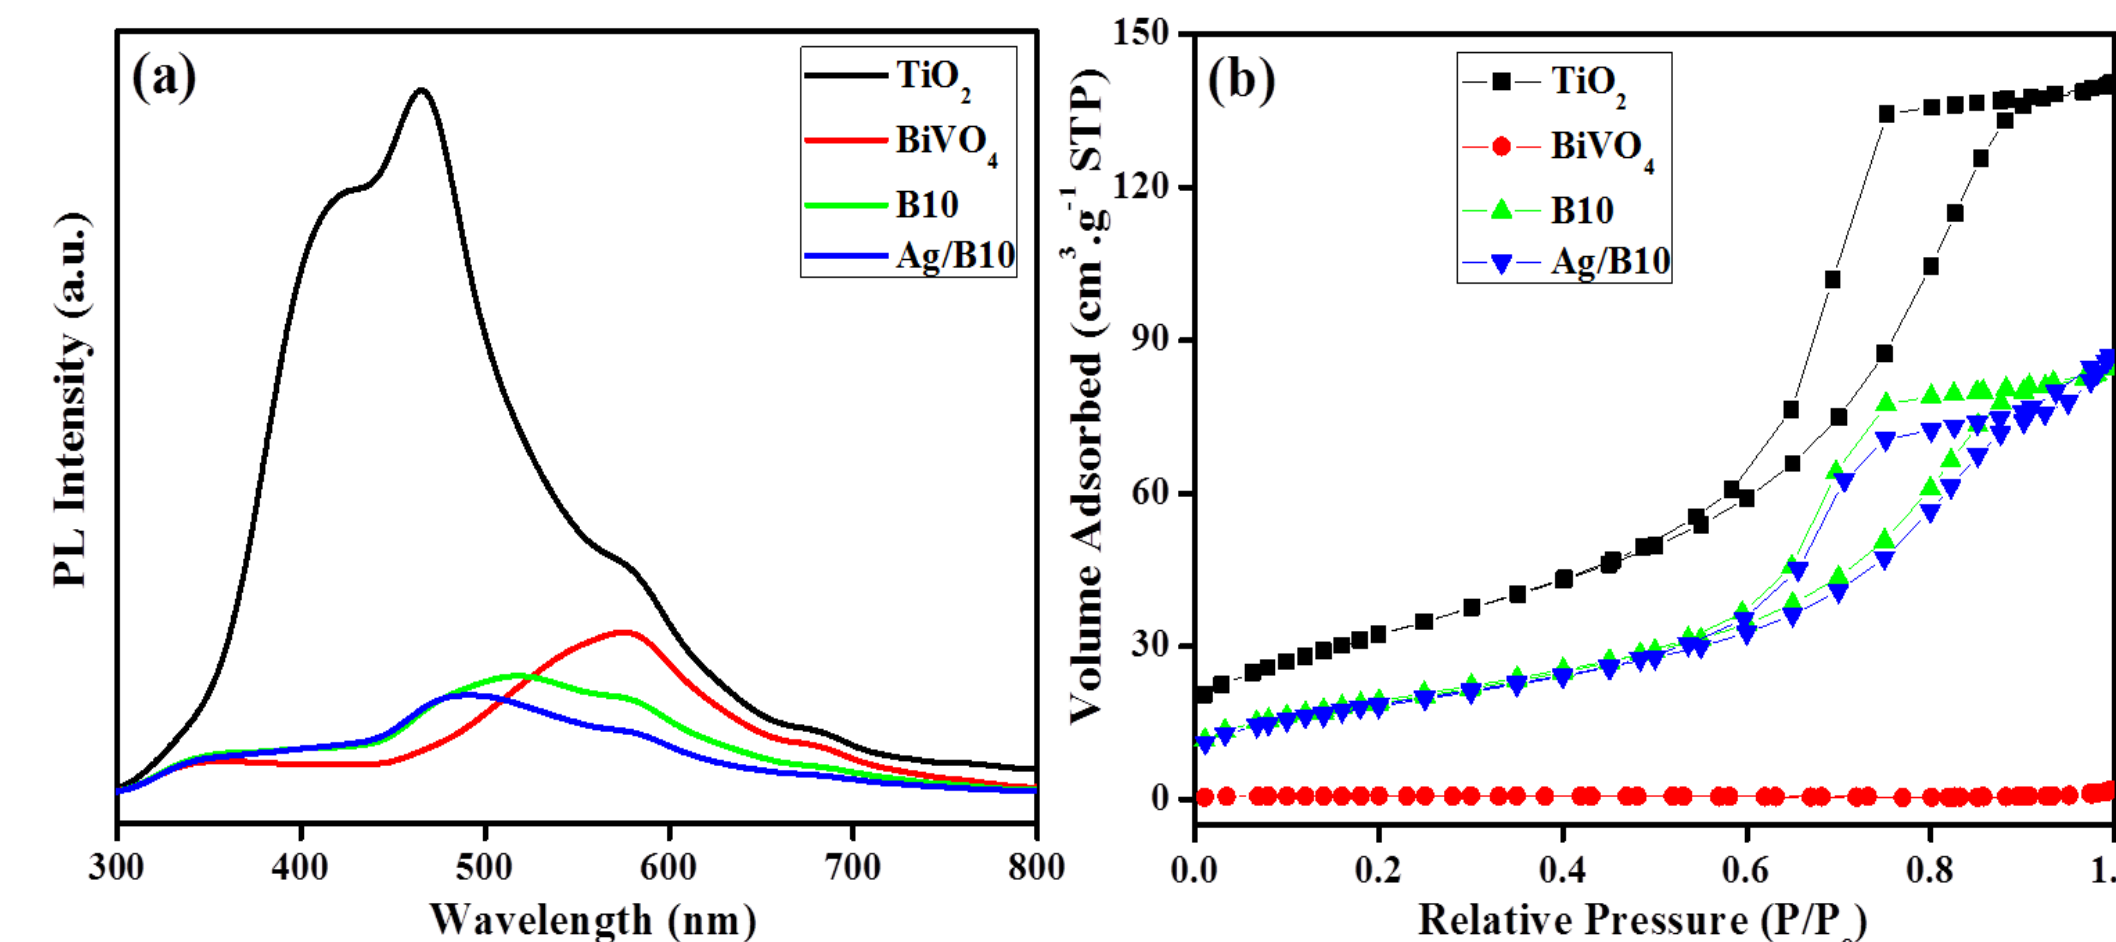 (a)
TiO₂
BiVO₄
B10
Ag/B10
PL Intensity (a.u.)
300 400 500 600 700 800
Wavelength (nm)
(b)
TiO₂
BiVO₄
B10
Ag/B10
Volume Adsorbed (cm³.g⁻¹ STP)
150
120
90
60
30
0
0.0 0.2 0.4 0.6 0.8 1.
Relative Pressure (P/P₀)